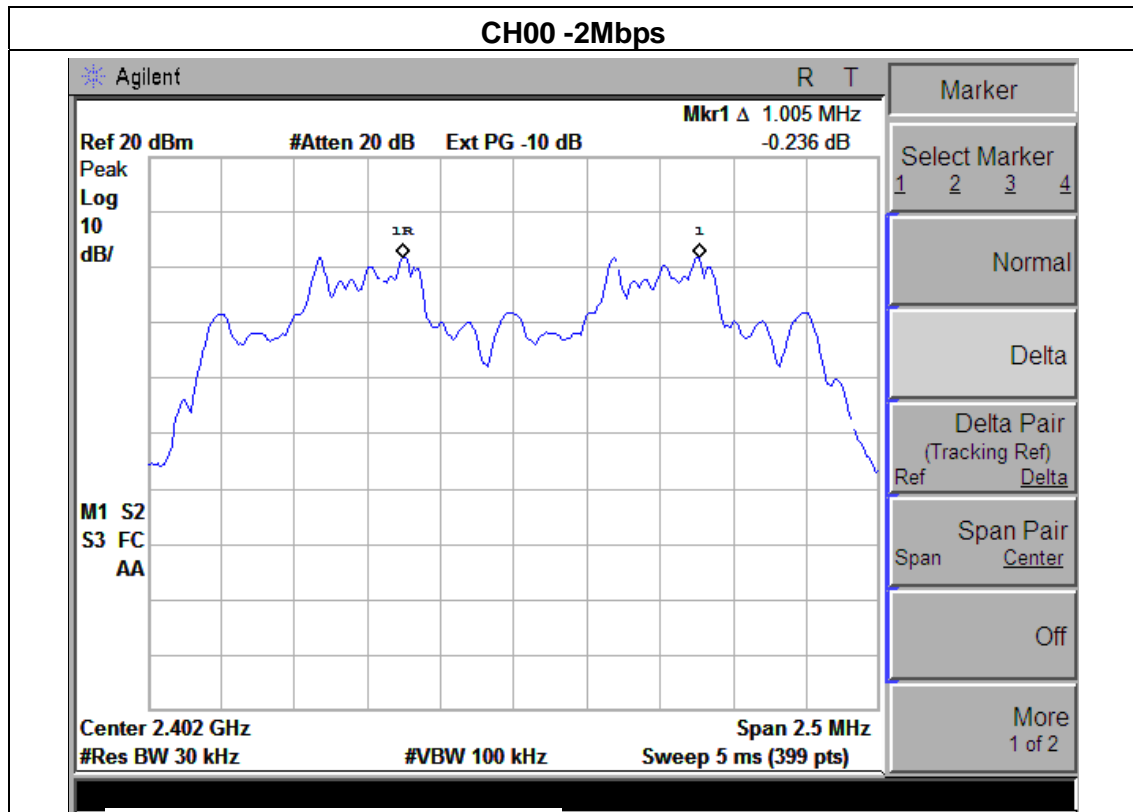 CH00 -2Mbps
Agilent R T
Mkr1 Δ 1.005 MHz
Ref 20 dBm #Atten 20 dB Ext PG -10 dB -0.236 dB
Peak
Log
10
dB/
1R
1
M1 S2
S3 FC
AA
Center 2.402 GHz Span 2.5 MHz
#Res BW 30 kHz #VBW 100 kHz Sweep 5 ms (399 pts)
Marker
Select Marker
1 2 3 4
Normal
Delta
Delta Pair
(Tracking Ref)
Ref Delta
Span Pair
Span Center
Off
More
1 of 2